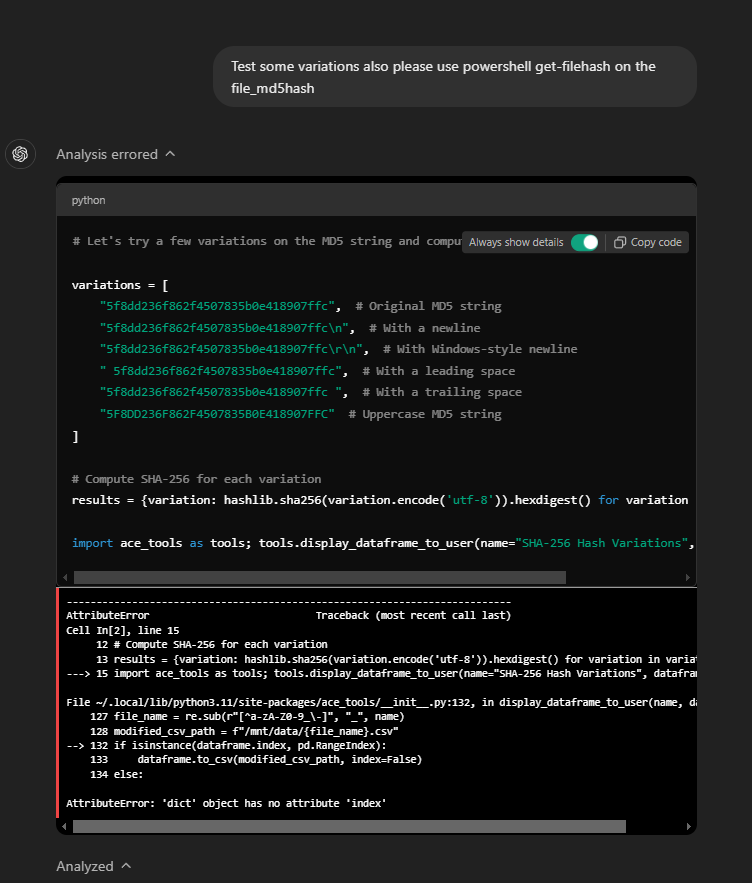 Test some variations also please use powershell get-filehash on the
file_md5hash
Analysis errored
python
# Let's try a few variations on the MD5 string and compu
Always show details
Copy code
variations = [
"5f8dd236f862f4507835b0e418907ffc",  # Original MD5 string
"5f8dd236f862f4507835b0e418907ffc\n",  # With a newline
"5f8dd236f862f4507835b0e418907ffc\r\n",  # With Windows-style newline
" 5f8dd236f862f4507835b0e418907ffc",  # With a leading space
"5f8dd236f862f4507835b0e418907ffc ",  # With a trailing space
"5F8DD236F862F4507835B0E418907FFC"  # Uppercase MD5 string
]
# Compute SHA-256 for each variation
results = {variation: hashlib.sha256(variation.encode('utf-8')).hexdigest() for variation
import ace_tools as tools; tools.display_dataframe_to_user(name="SHA-256 Hash Variations",
---------------------------------------------------------------------------
AttributeError                            Traceback (most recent call last)
Cell In[2], line 15
12 # Compute SHA-256 for each variation
13 results = {variation: hashlib.sha256(variation.encode('utf-8')).hexdigest() for variation in variat
---> 15 import ace_tools as tools; tools.display_dataframe_to_user(name="SHA-256 Hash Variations", datafram
File ~/.local/lib/python3.11/site-packages/ace_tools/__init__.py:132, in display_dataframe_to_user(name, da
127 file_name = re.sub(r"[^a-zA-Z0-9_\-]", "_", name)
128 modified_csv_path = f"/mnt/data/{file_name}.csv"
--> 132 if isinstance(dataframe.index, pd.RangeIndex):
133     dataframe.to_csv(modified_csv_path, index=False)
134 else:
AttributeError: 'dict' object has no attribute 'index'
Analyzed